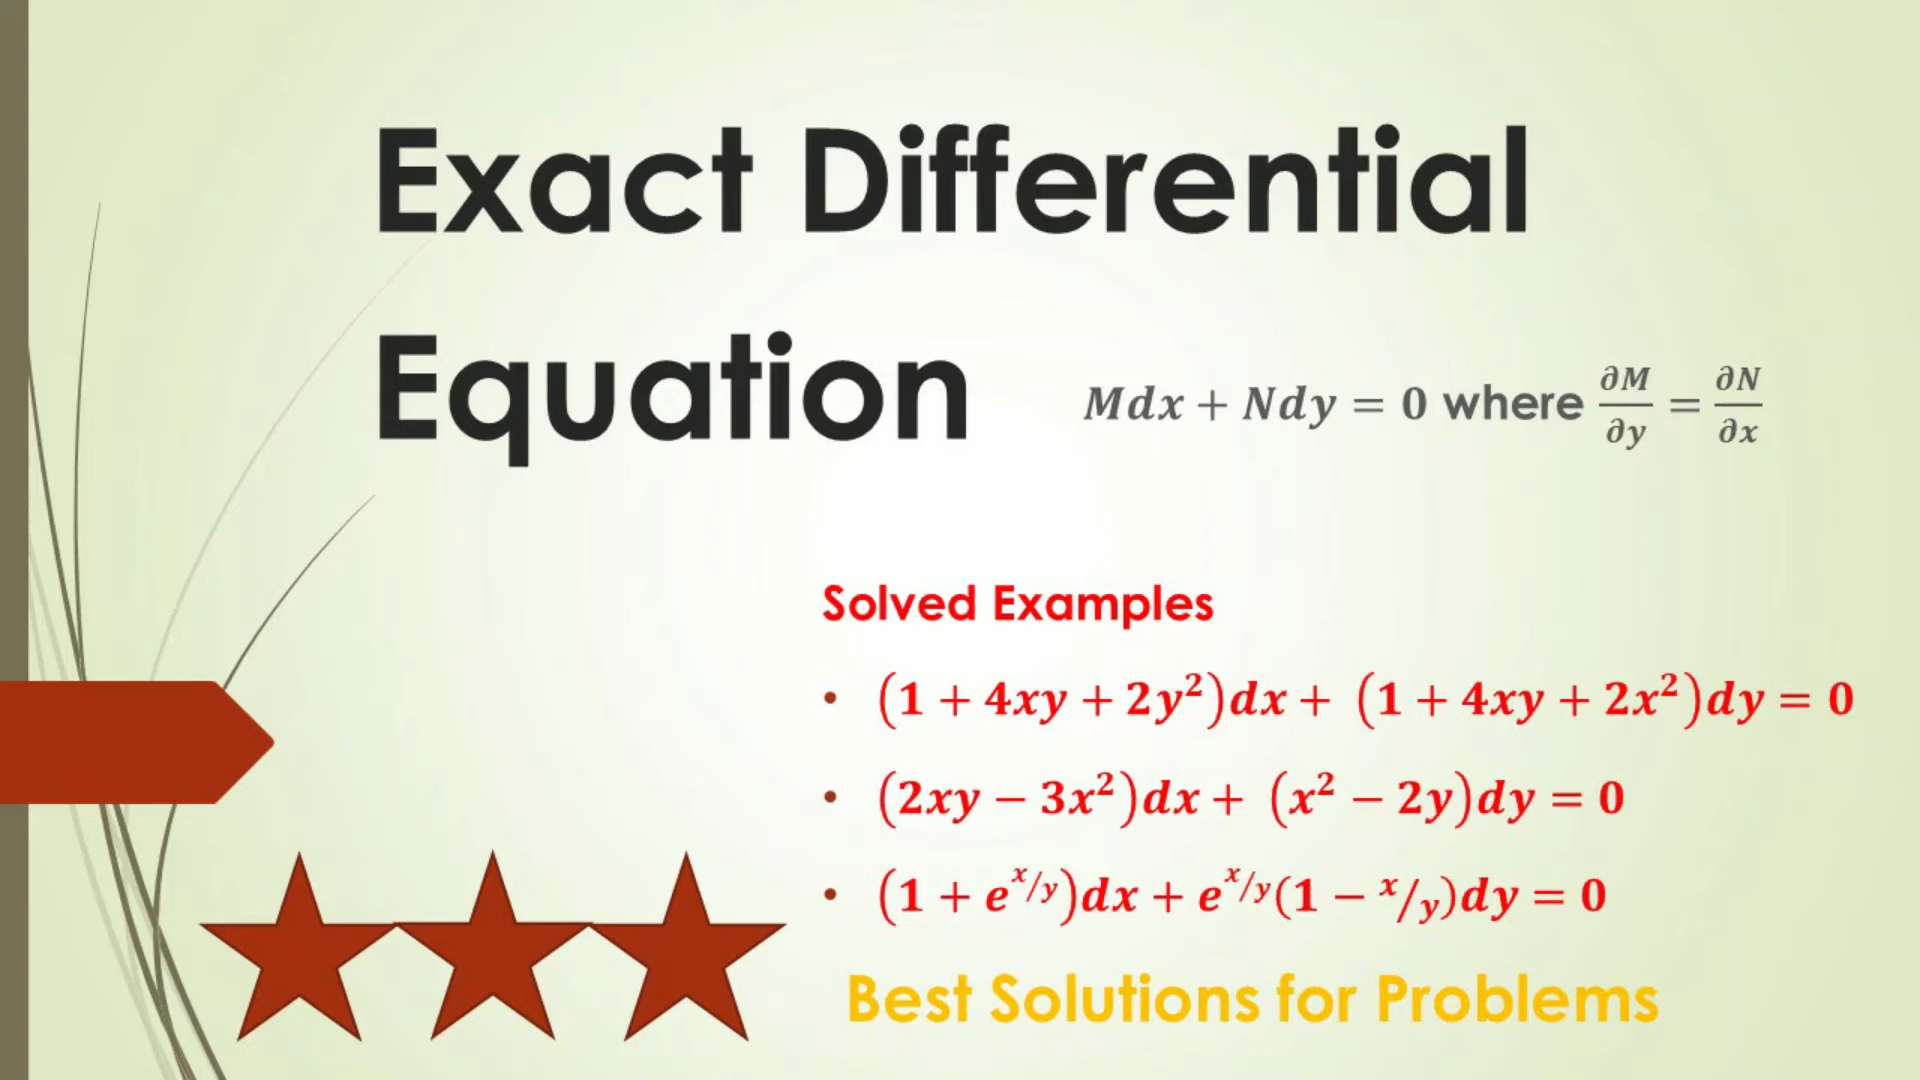 Exact Differential
Equation
Mdx + Ndy = 0 where ∂M/∂y = ∂N/∂x
Solved Examples
• (1 + 4xy + 2y²)dx + (1 + 4xy + 2x²)dy = 0
• (2xy − 3x²)dx + (x² − 2y)dy = 0
• (1 + e^{x/y})dx + e^{x/y}(1 − x/y)dy = 0
Best Solutions for Problems